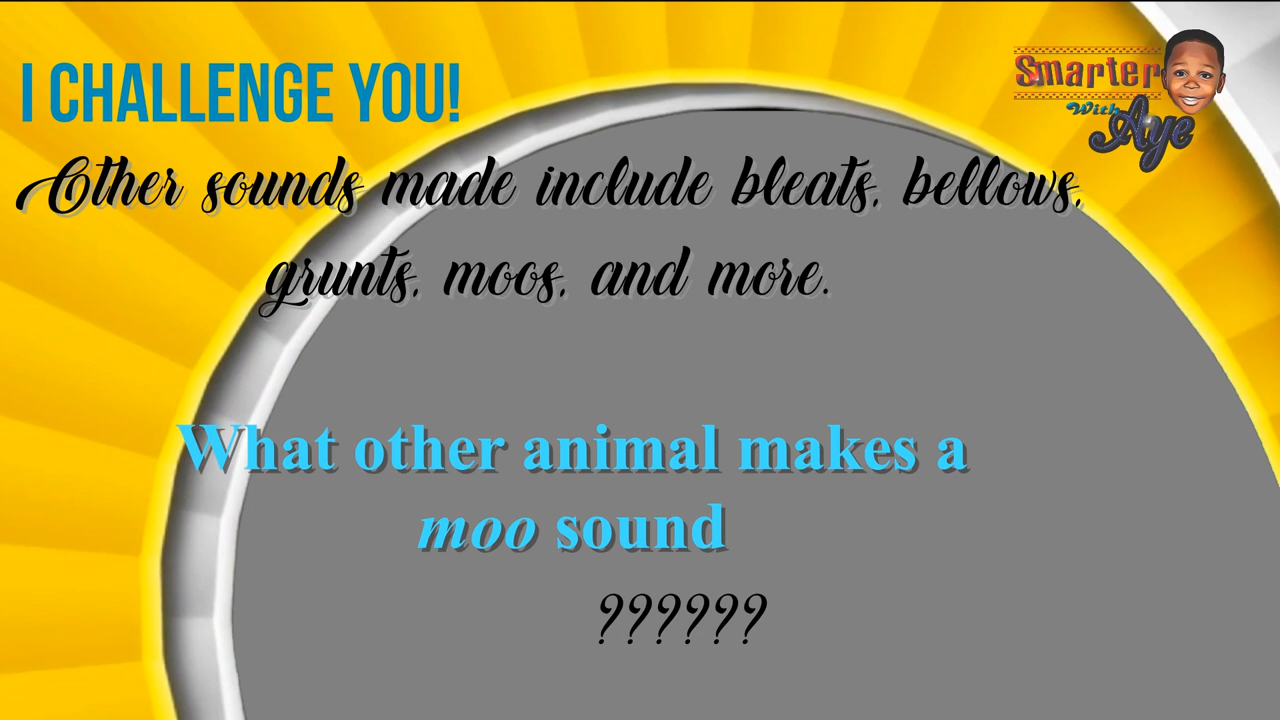 I CHALLENGE YOU!
Smarter
With
Aye
Other sounds made include bleats, bellows,
grunts, moos, and more.
What other animal makes a
moo sound
??????